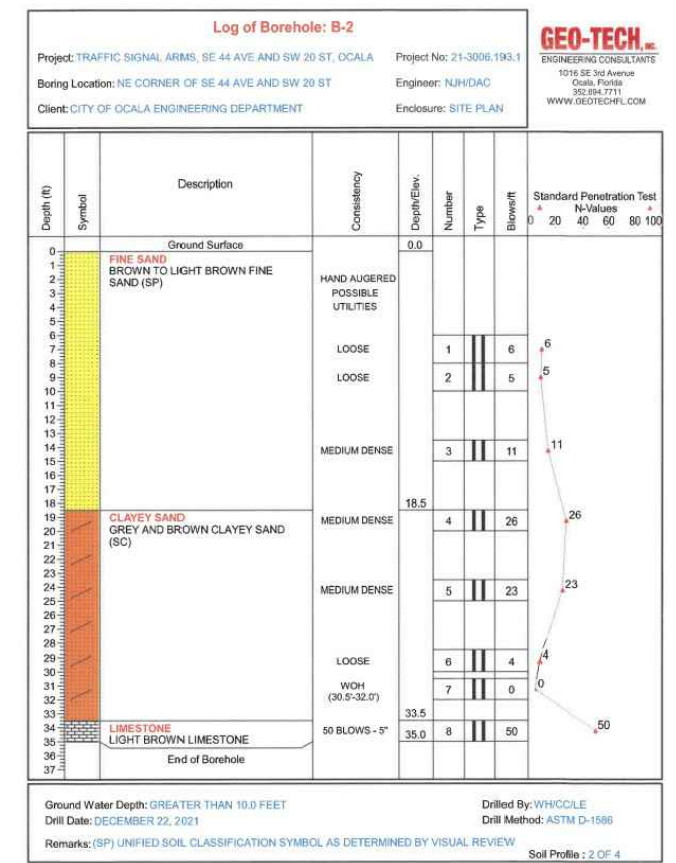 Log of Borehole: B-2
Project: TRAFFIC SIGNAL ARMS, SE 44 AVE AND SW 20 ST, OCALA
Project No: 21-3006.193.1
Boring Location: NE CORNER OF SE 44 AVE AND SW 20 ST
Engineer: NJH/DAC
Client: CITY OF OCALA ENGINEERING DEPARTMENT
Enclosure: SITE PLAN
GEO-TECH, INC.
ENGINEERING CONSULTANTS
1016 SE 3rd Avenue
Ocala, Florida
352.694.7711
WWW.GEOTECHFL.COM
Depth (ft)
Symbol
Description
Consistency
Depth/Elev.
Number
Type
Blows/ft
Standard Penetration Test
N-Values
0 20 40 60 80 100
Ground Surface
0.0
0
1
2
3
4
5
6
7
8
9
10
11
12
13
14
15
16
17
18
19
20
21
22
23
24
25
26
27
28
29
30
31
32
33
34
35
36
37
FINE SAND
BROWN TO LIGHT BROWN FINE
SAND (SP)
HAND AUGERED
POSSIBLE
UTILITIES
LOOSE 1 6 6
LOOSE 2 5 5
MEDIUM DENSE 3 11 11
18.5
CLAYEY SAND
GREY AND BROWN CLAYEY SAND
(SC)
MEDIUM DENSE 4 26 26
MEDIUM DENSE 5 23 23
LOOSE 6 4 4
WOH
(30.5'-32.0')
7 0 0
33.5
LIMESTONE
LIGHT BROWN LIMESTONE
50 BLOWS - 5" 35.0 8 50 50
End of Borehole
Ground Water Depth: GREATER THAN 10.0 FEET
Drilled By: WH/CC/LE
Drill Date: DECEMBER 22, 2021
Drill Method: ASTM D-1586
Remarks: (SP) UNIFIED SOIL CLASSIFICATION SYMBOL AS DETERMINED BY VISUAL REVIEW
Soil Profile : 2 OF 4